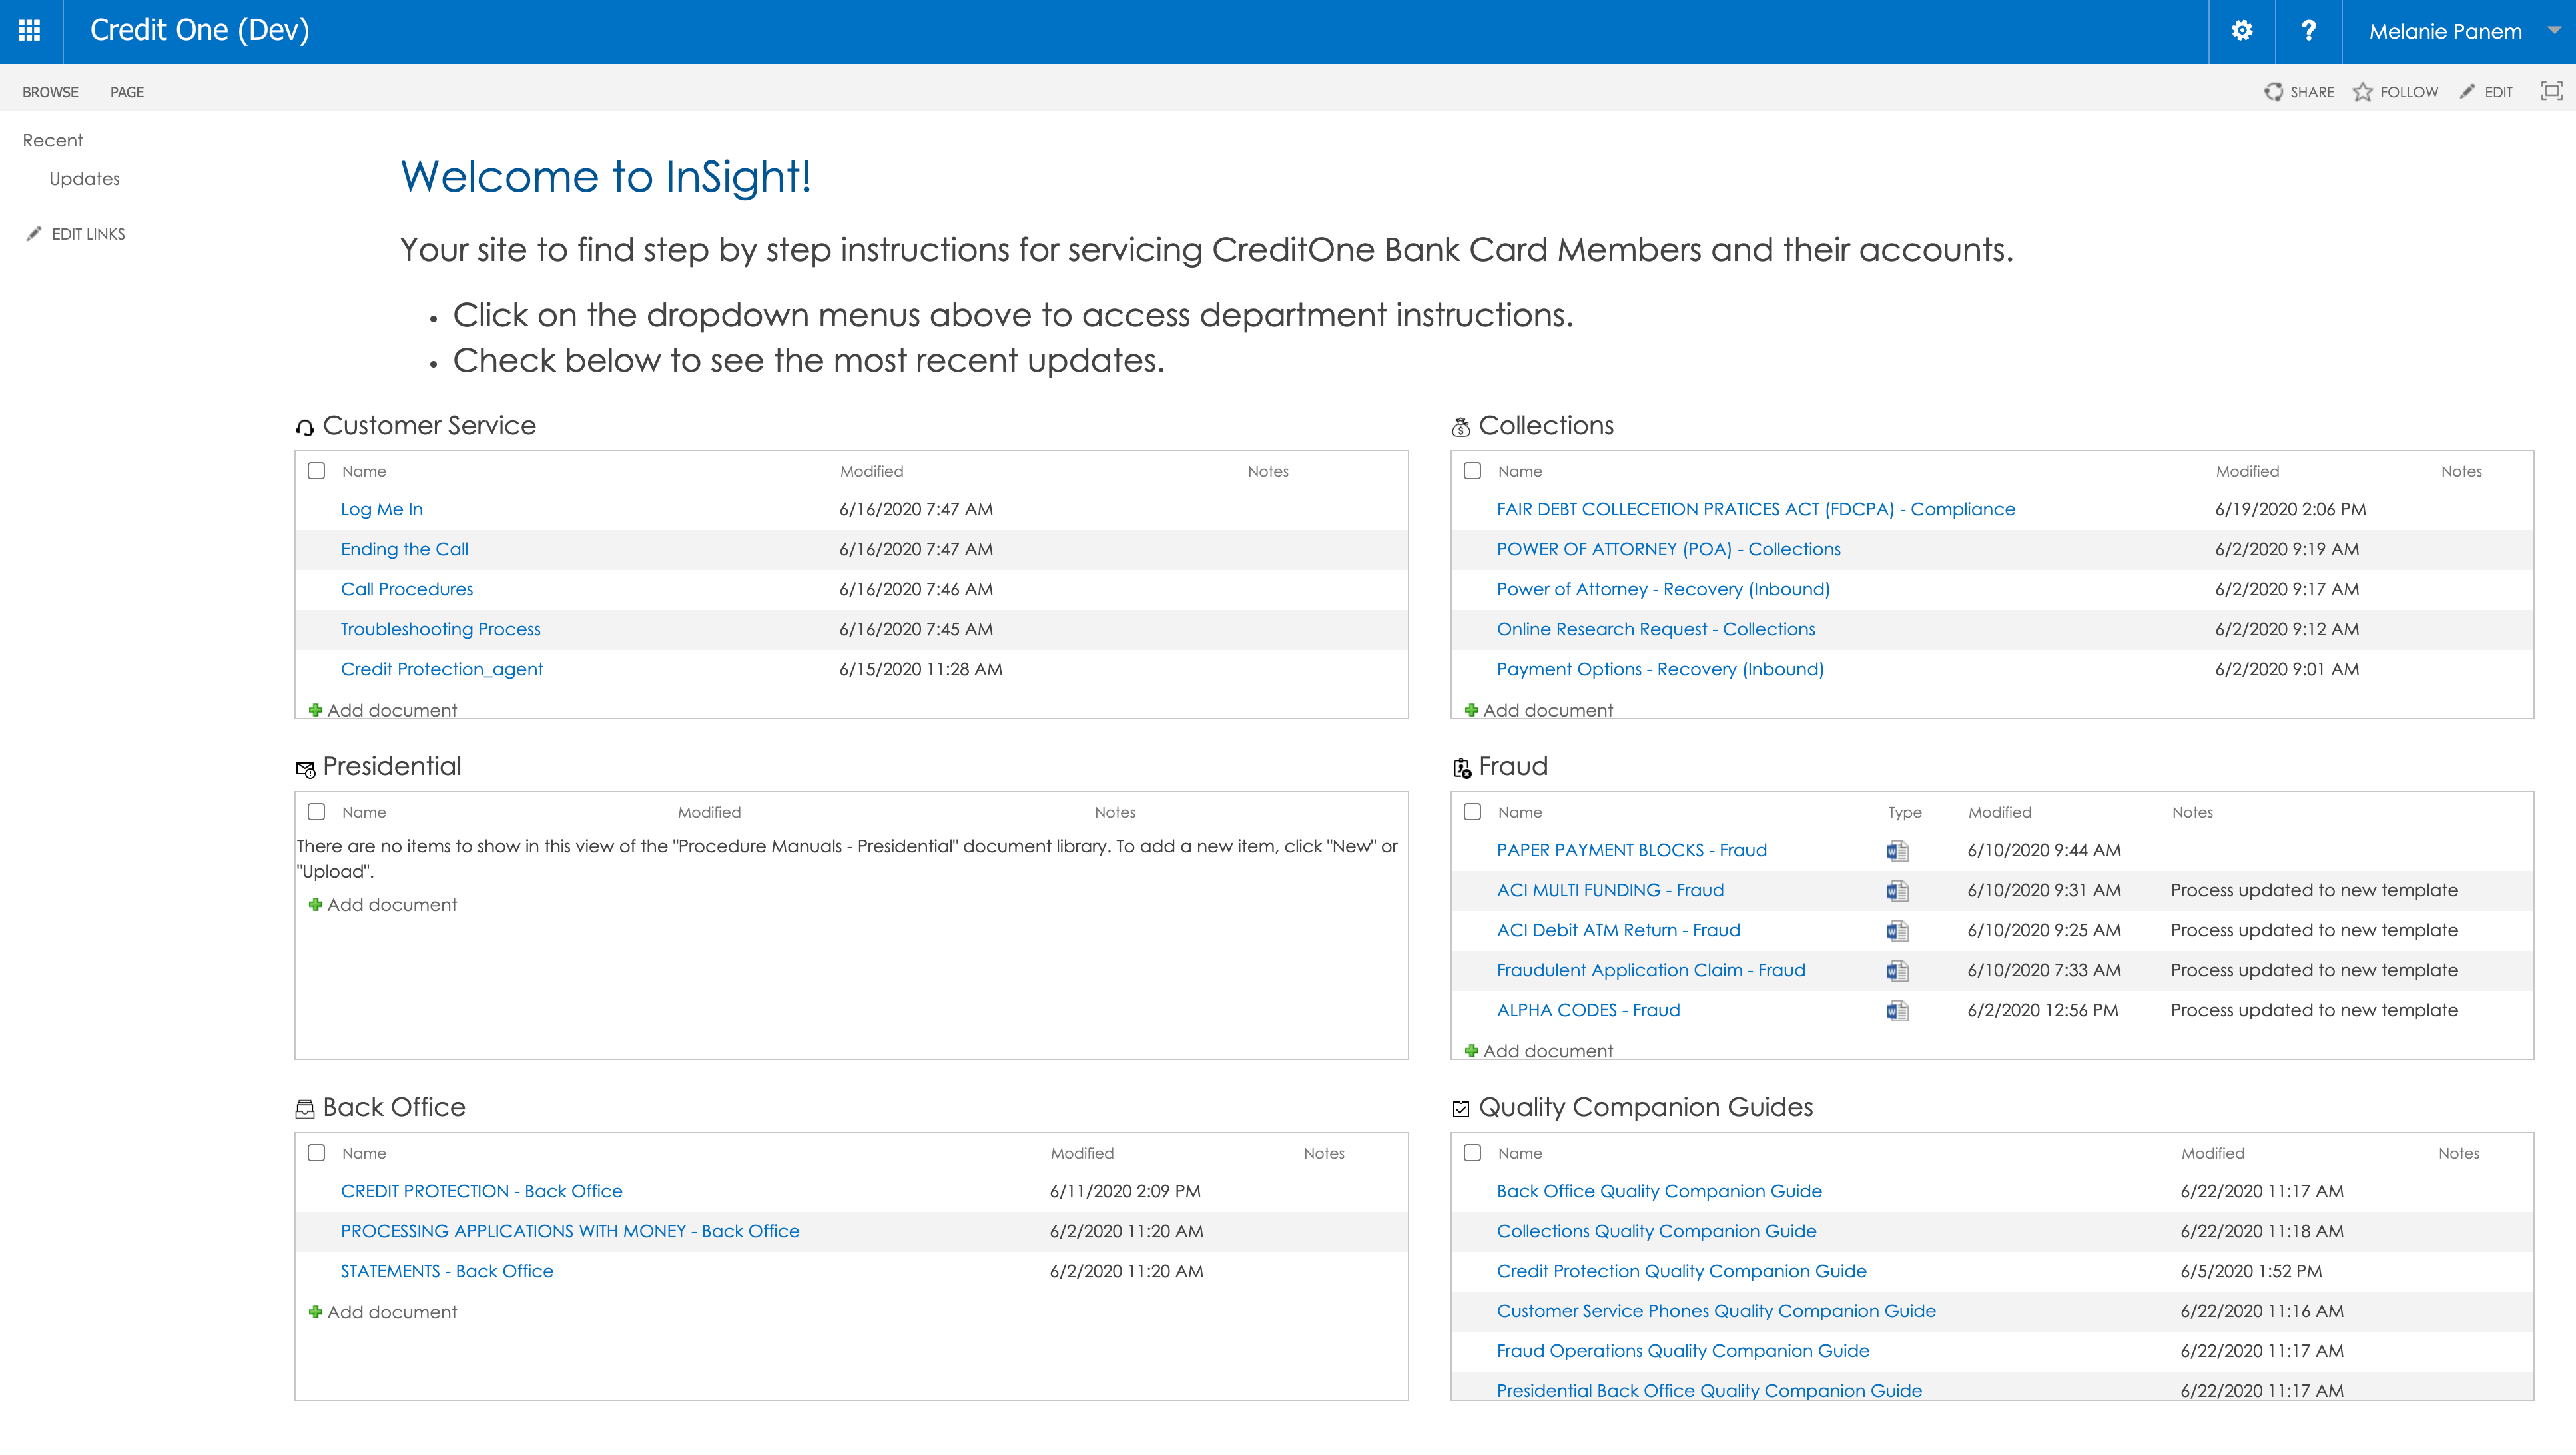 Credit One (Dev)
? Melanie Panem
BROWSE PAGE SHARE FOLLOW EDIT
Recent
Updates
EDIT LINKS
Welcome to InSight!
Your site to find step by step instructions for servicing CreditOne Bank Card Members and their accounts.
• Click on the dropdown menus above to access department instructions.
• Check below to see the most recent updates.
Customer Service
Name Modified Notes
Log Me In 6/16/2020 7:47 AM
Ending the Call 6/16/2020 7:47 AM
Call Procedures 6/16/2020 7:46 AM
Troubleshooting Process 6/16/2020 7:45 AM
Credit Protection_agent 6/15/2020 11:28 AM
Add document
Collections
Name Modified Notes
FAIR DEBT COLLECETION PRATICES ACT (FDCPA) - Compliance 6/19/2020 2:06 PM
POWER OF ATTORNEY (POA) - Collections 6/2/2020 9:19 AM
Power of Attorney - Recovery (Inbound) 6/2/2020 9:17 AM
Online Research Request - Collections 6/2/2020 9:12 AM
Payment Options - Recovery (Inbound) 6/2/2020 9:01 AM
Add document
Presidential
Name Modified Notes
There are no items to show in this view of the "Procedure Manuals - Presidential" document library. To add a new item, click "New" or
"Upload".
Add document
Fraud
Name Type Modified Notes
PAPER PAYMENT BLOCKS - Fraud 6/10/2020 9:44 AM
ACI MULTI FUNDING - Fraud 6/10/2020 9:31 AM Process updated to new template
ACI Debit ATM Return - Fraud 6/10/2020 9:25 AM Process updated to new template
Fraudulent Application Claim - Fraud 6/10/2020 7:33 AM Process updated to new template
ALPHA CODES - Fraud 6/2/2020 12:56 PM Process updated to new template
Add document
Back Office
Name Modified Notes
CREDIT PROTECTION - Back Office 6/11/2020 2:09 PM
PROCESSING APPLICATIONS WITH MONEY - Back Office 6/2/2020 11:20 AM
STATEMENTS - Back Office 6/2/2020 11:20 AM
Add document
Quality Companion Guides
Name Modified Notes
Back Office Quality Companion Guide 6/22/2020 11:17 AM
Collections Quality Companion Guide 6/22/2020 11:18 AM
Credit Protection Quality Companion Guide 6/5/2020 1:52 PM
Customer Service Phones Quality Companion Guide 6/22/2020 11:16 AM
Fraud Operations Quality Companion Guide 6/22/2020 11:17 AM
Presidential Back Office Quality Companion Guide 6/22/2020 11:17 AM